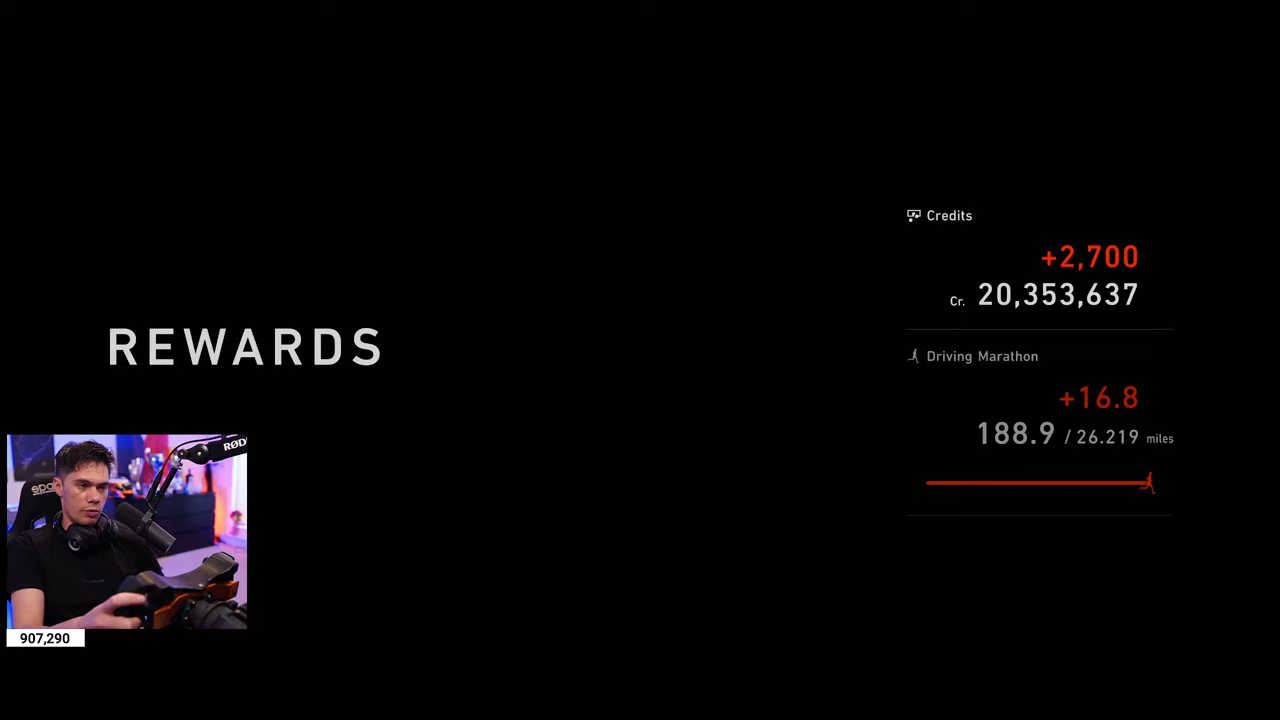 Credits
+2,700
Cr. 20,353,637
REWARDS
Driving Marathon
+16.8
188.9 / 26.219 miles
RØDE
907,290